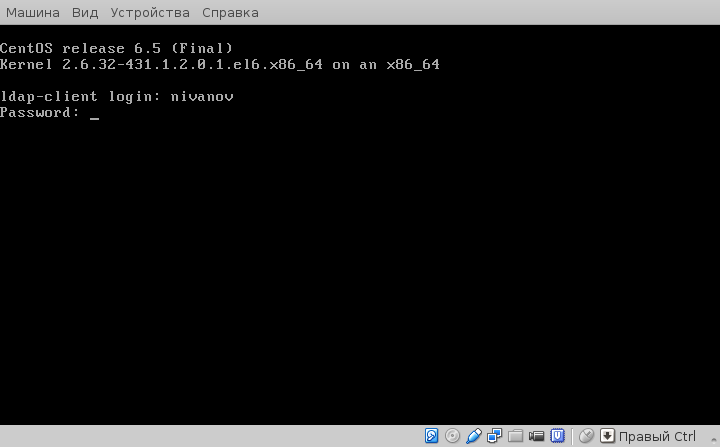 Машина Вид Устройства Справка
CentOS release 6.5 (Final)
Kernel 2.6.32-431.1.2.0.1.el6.x86_64 on an x86_64
ldap-client login: nivanov
Password: _
Правый Ctrl